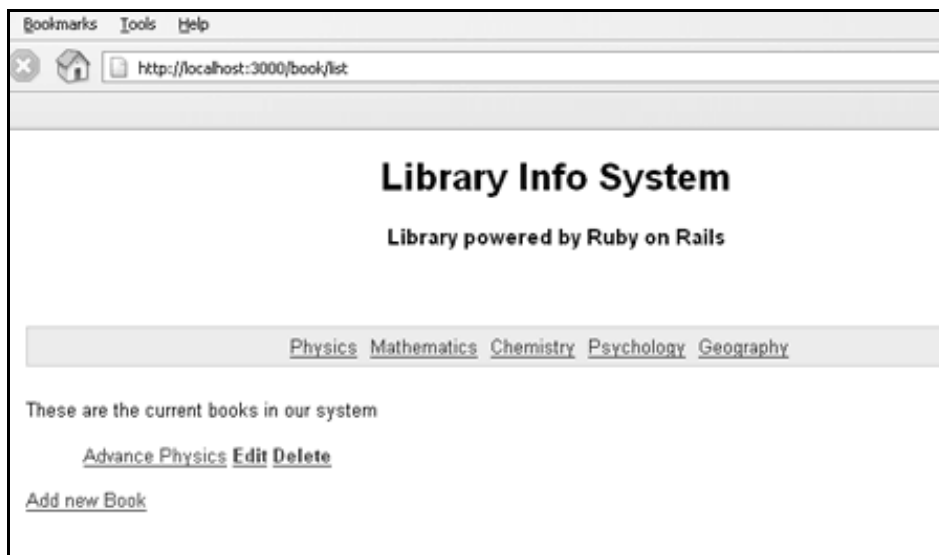 Bookmarks Tools Help
http://localhost:3000/book/list
Library Info System
Library powered by Ruby on Rails
Physics Mathematics Chemistry Psychology Geography
These are the current books in our system
Advance Physics Edit Delete
Add new Book